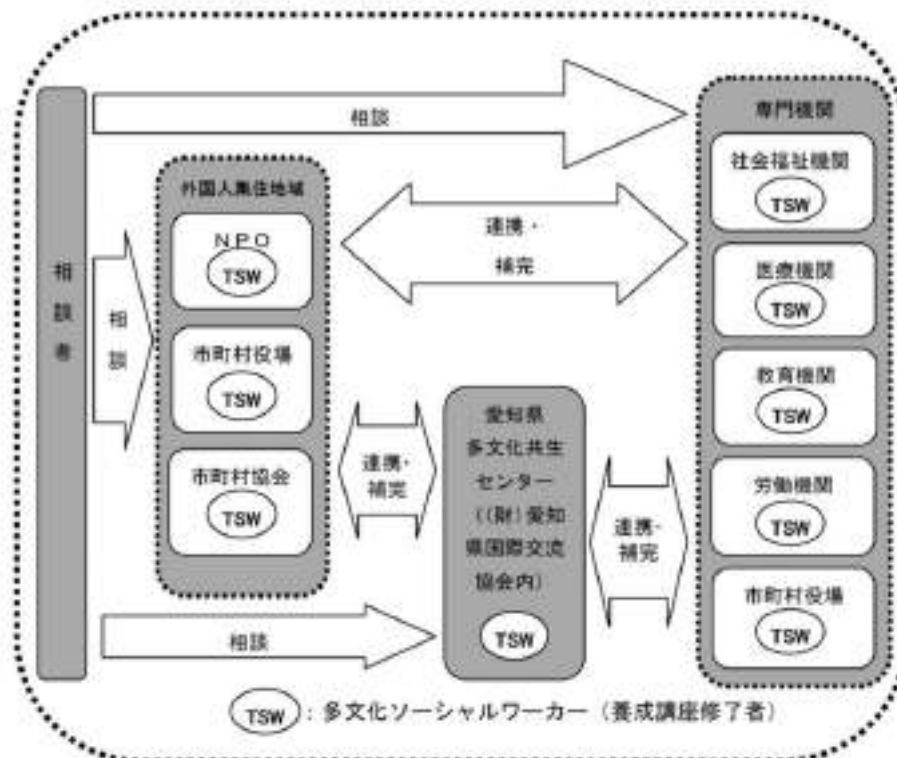 相談者
相談
相談
外国人集住地域
NPO
TSW
市町村役場
TSW
市町村協会
TSW
連携・
補完
連携・
補完
相談
愛知県
多文化共生
センター
((財)愛知
県国際交流
協会内)
TSW
連携・
補完
専門機関
社会福祉機関
TSW
医療機関
TSW
教育機関
TSW
労働機関
TSW
市町村役場
TSW
TSW:多文化ソーシャルワーカー(養成講座修了者)